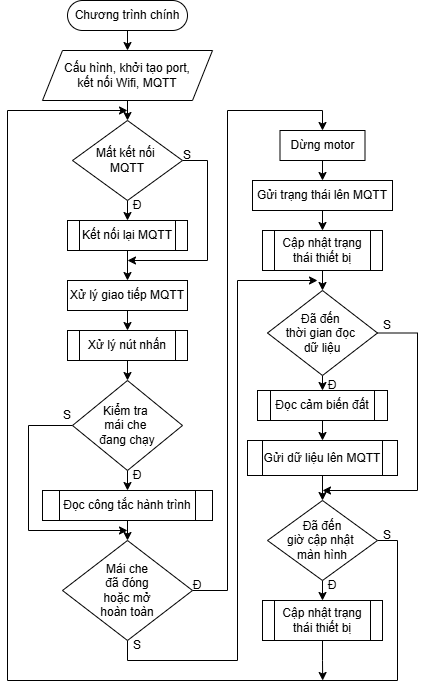 Chương trình chính
Cấu hình, khởi tạo port,
kết nối Wifi, MQTT
Mất kết nối
MQTT
S
Đ
Kết nối lại MQTT
Xử lý giao tiếp MQTT
Xử lý nút nhấn
Kiểm tra
mái che
đang chạy
S
Đ
Đọc công tắc hành trình
Mái che
đã đóng
hoặc mở
hoàn toàn
Đ
S
Dừng motor
Gửi trạng thái lên MQTT
Cập nhật trạng
thái thiết bị
Đã đến
thời gian đọc
dữ liệu
S
Đ
Đọc cảm biến đất
Gửi dữ liệu lên MQTT
Đã đến
giờ cập nhật
màn hình
S
Đ
Cập nhật trạng
thái thiết bị